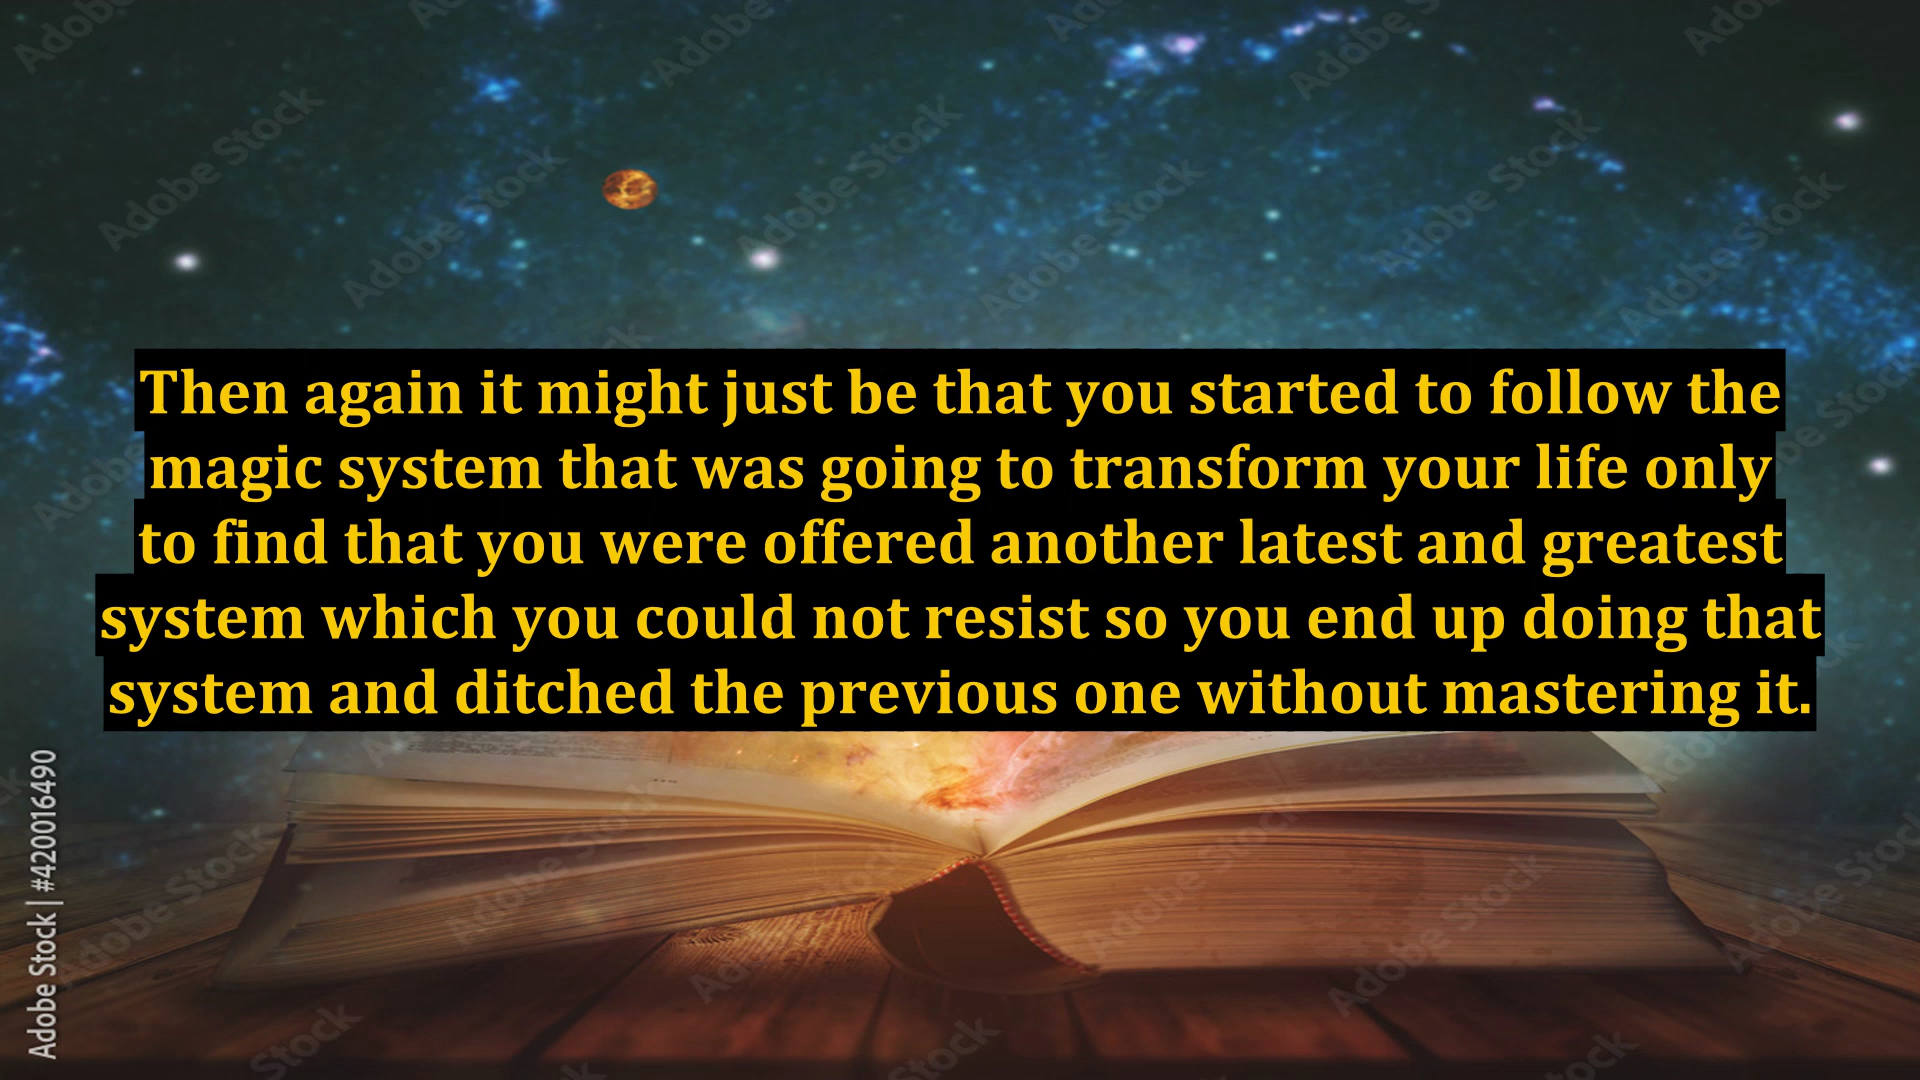 Then again it might just be that you started to follow the
magic system that was going to transform your life only
to find that you were offered another latest and greatest
system which you could not resist so you end up doing that
system and ditched the previous one without mastering it.
Adobe Stock | #420016490